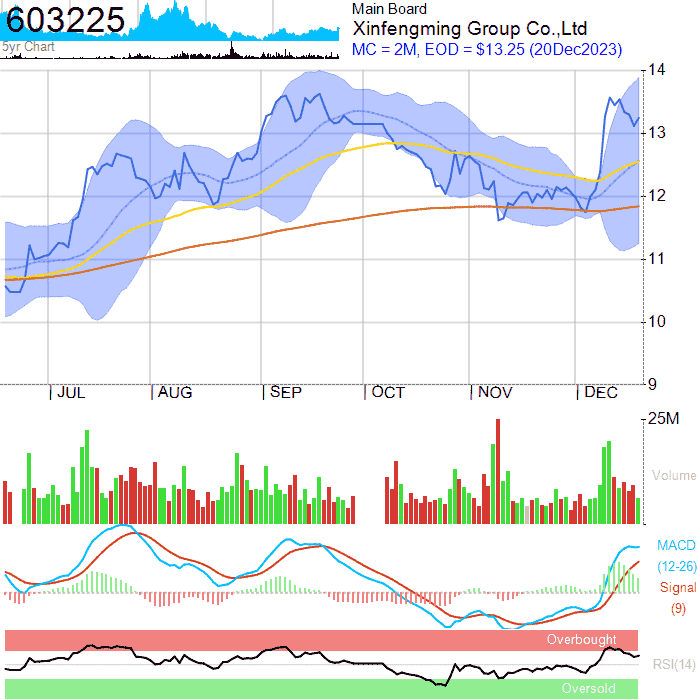 603225
5yr Chart
Main Board
Xinfengming Group Co.,Ltd
MC = 2M, EOD = $13.25 (20Dec2023)
14
13
12
11
10
9
JUL AUG SEP OCT NOV DEC
25M
Volume
MACD
(12-26)
Signal
(9)
Overbought
RSI(14)
Oversold